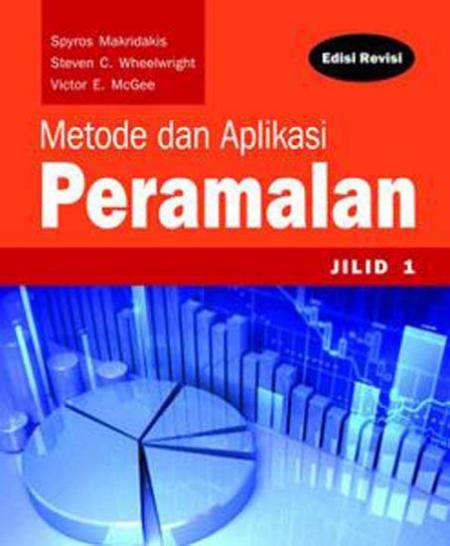 Spyros Makridakis
Steven C. Wheelwright
Victor E. McGee
Edisi Revisi
Metode dan Aplikasi
Peramalan
JILID 1